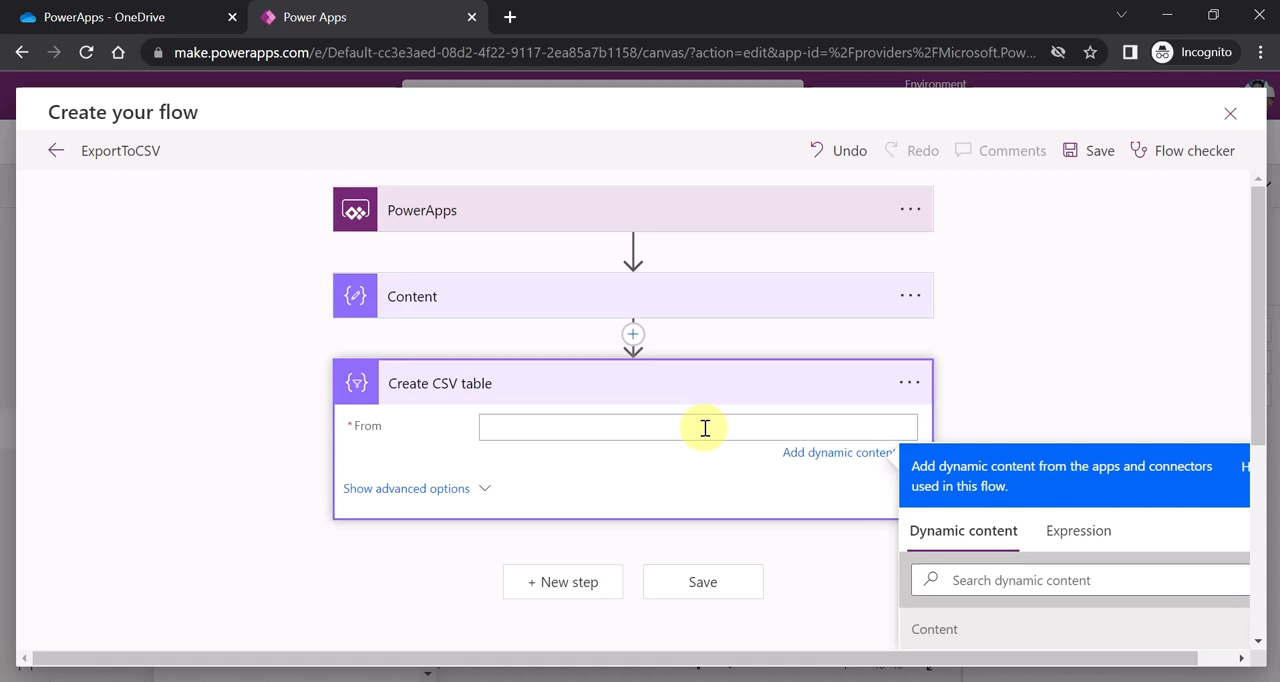 PowerApps - OneDrive
Power Apps
make.powerapps.com/e/Default-cc3e3aed-08d2-4f22-9117-2ea85a7b1158/canvas/?action=edit&app-id=%2Fproviders%2FMicrosoft.Pow...
Incognito
Environment
Create your flow
ExportToCSV
Undo
Redo
Comments
Save
Flow checker
PowerApps
Content
Create CSV table
* From
Add dynamic content
Show advanced options
Add dynamic content from the apps and connectors
used in this flow.
Dynamic content
Expression
Search dynamic content
Content
+ New step
Save